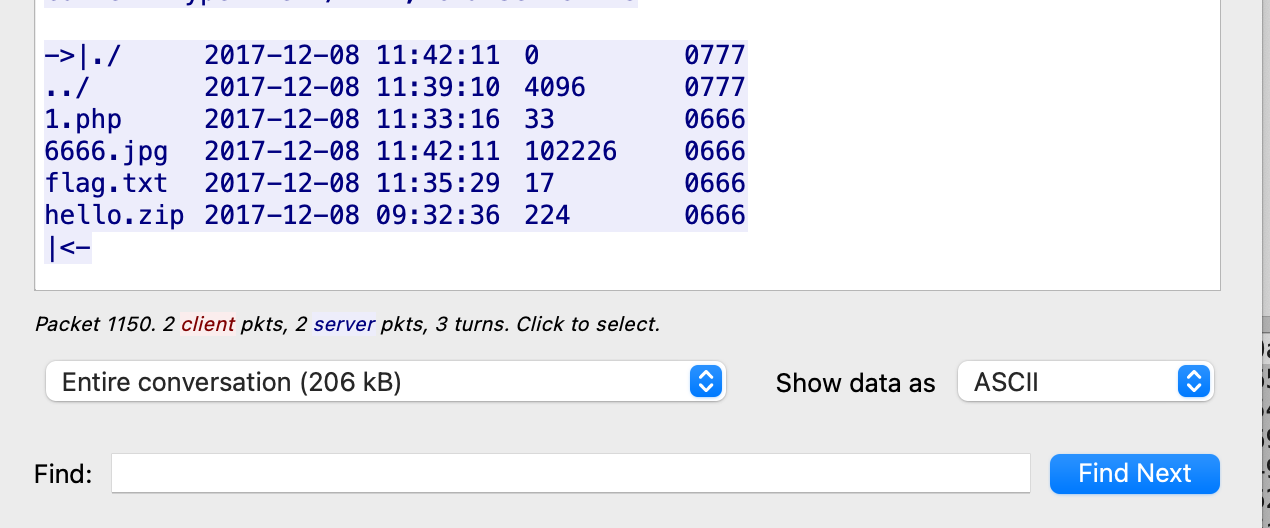 ->|./ 2017-12-08 11:42:11 0 0777
../ 2017-12-08 11:39:10 4096 0777
1.php 2017-12-08 11:33:16 33 0666
6666.jpg 2017-12-08 11:42:11 102226 0666
flag.txt 2017-12-08 11:35:29 17 0666
hello.zip 2017-12-08 09:32:36 224 0666
|<-
Packet 1150. 2 client pkts, 2 server pkts, 3 turns. Click to select.
Entire conversation (206 kB) Show data as ASCII
Find: Find Next